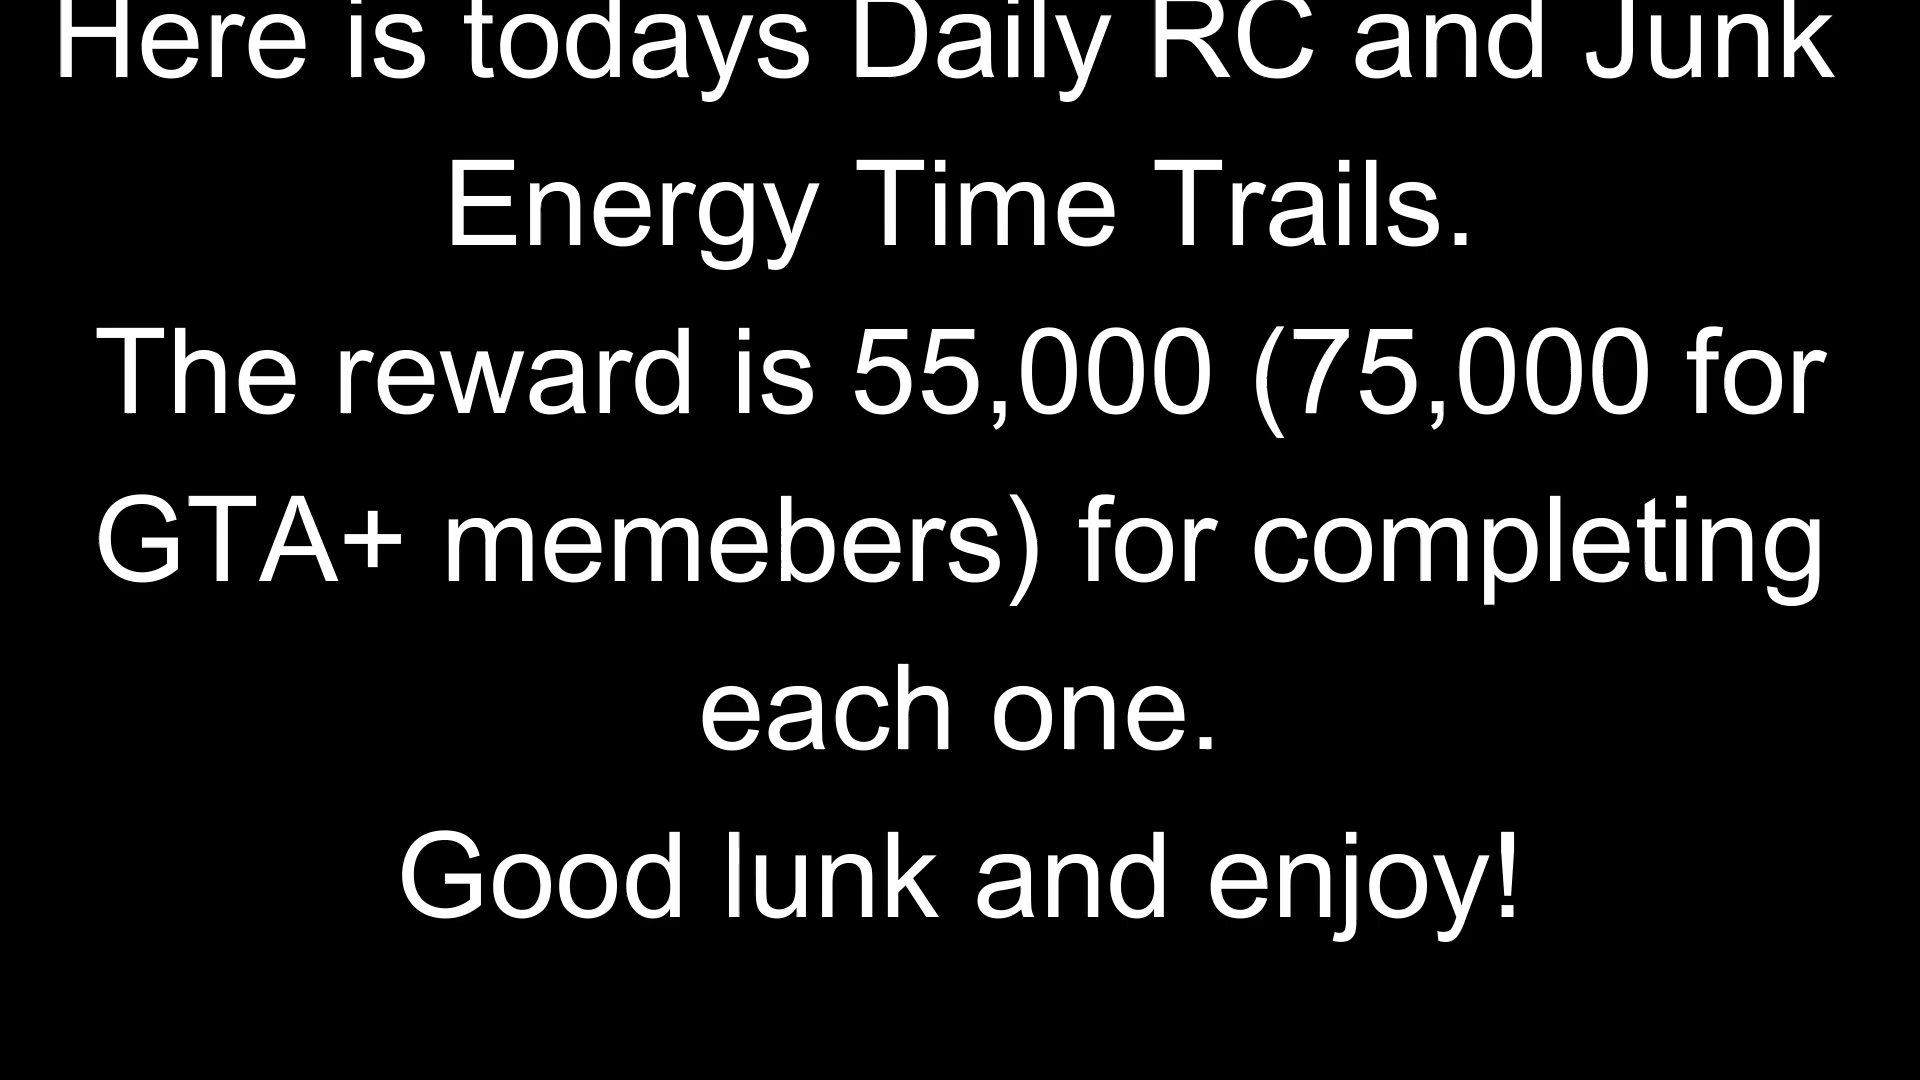 Here is todays Daily RC and Junk
Energy Time Trails.
The reward is 55,000 (75,000 for
GTA+ memebers) for completing
each one.
Good lunk and enjoy!